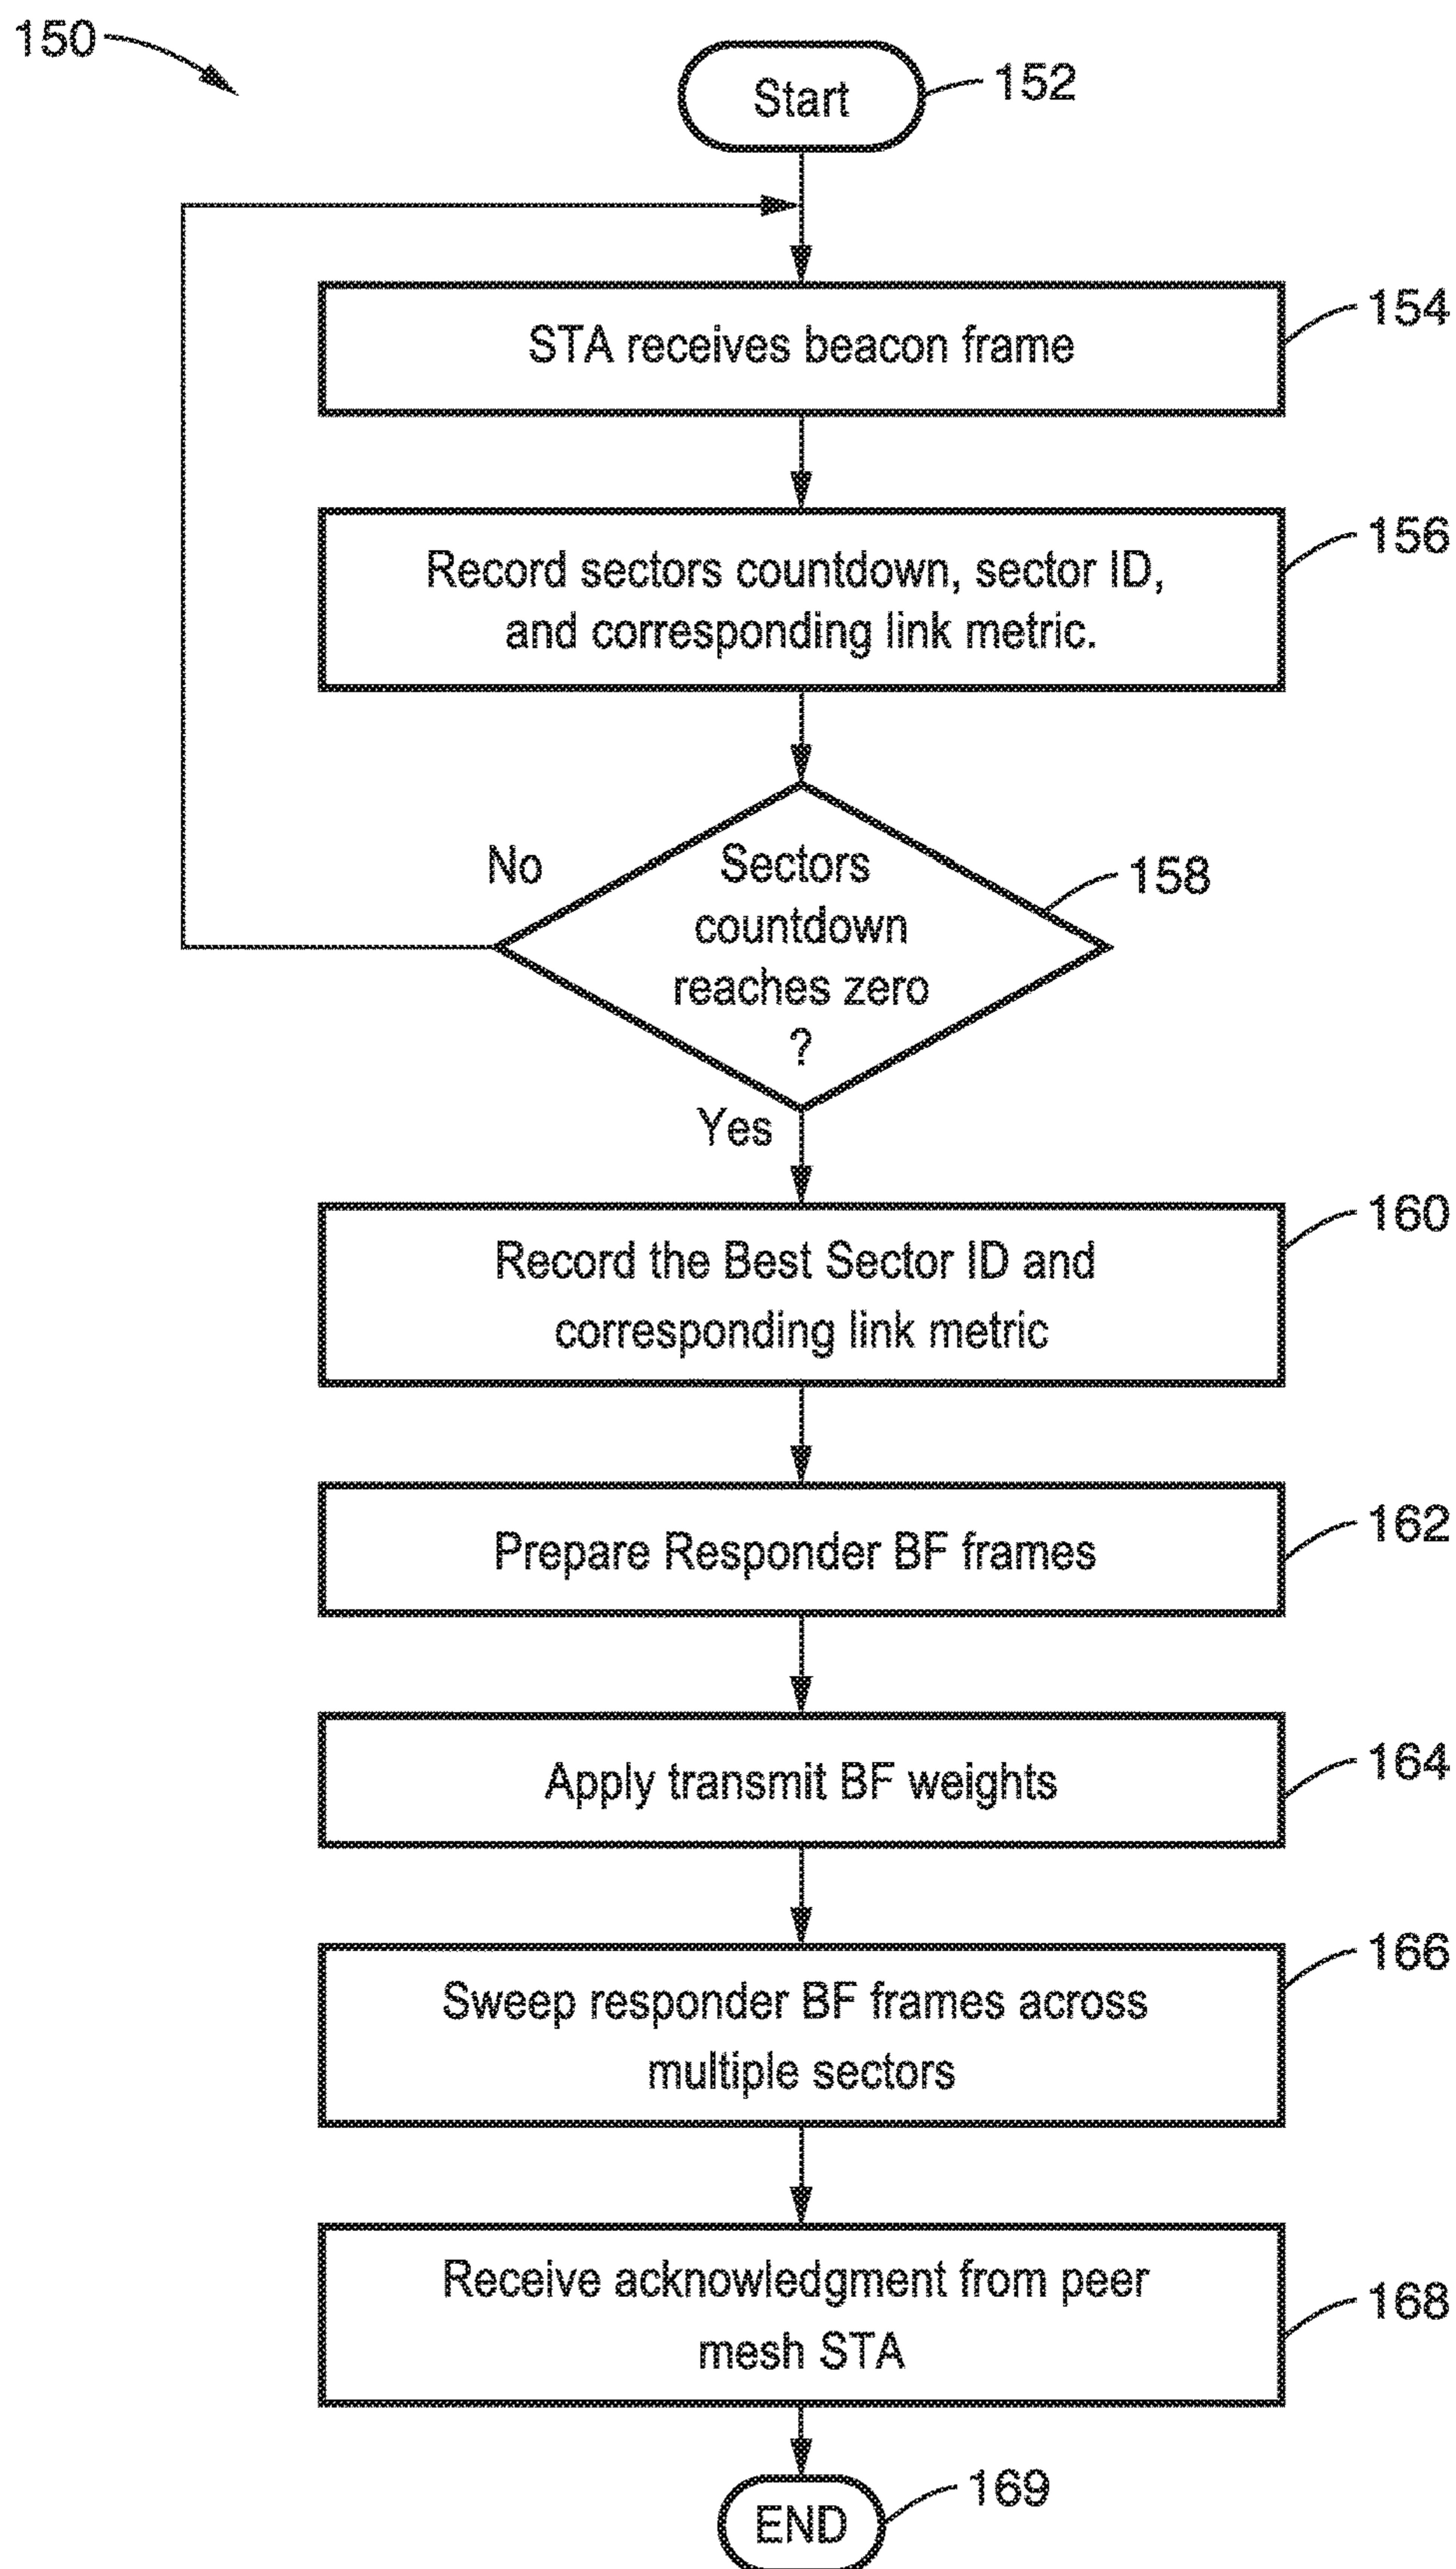 150
Start
152
STA receives beacon frame
154
Record sectors countdown, sector ID,
and corresponding link metric.
156
No
Sectors
countdown
reaches zero
?
158
Yes
Record the Best Sector ID and
corresponding link metric
160
Prepare Responder BF frames
162
Apply transmit BF weights
164
Sweep responder BF frames across
multiple sectors
166
Receive acknowledgment from peer
mesh STA
168
END
169